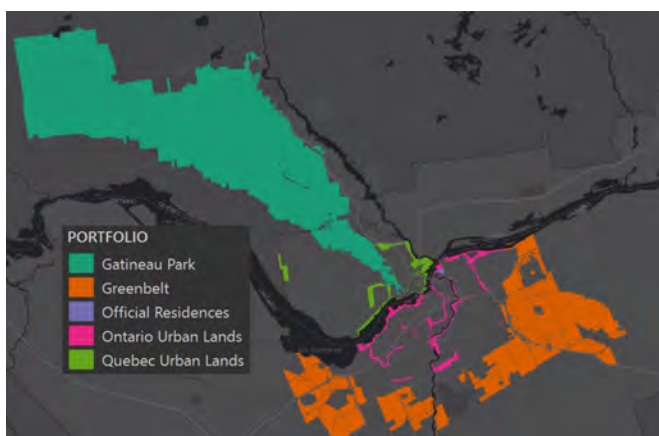 PORTFOLIO
Gatineau Park
Greenbelt
Official Residences
Ontario Urban Lands
Quebec Urban Lands